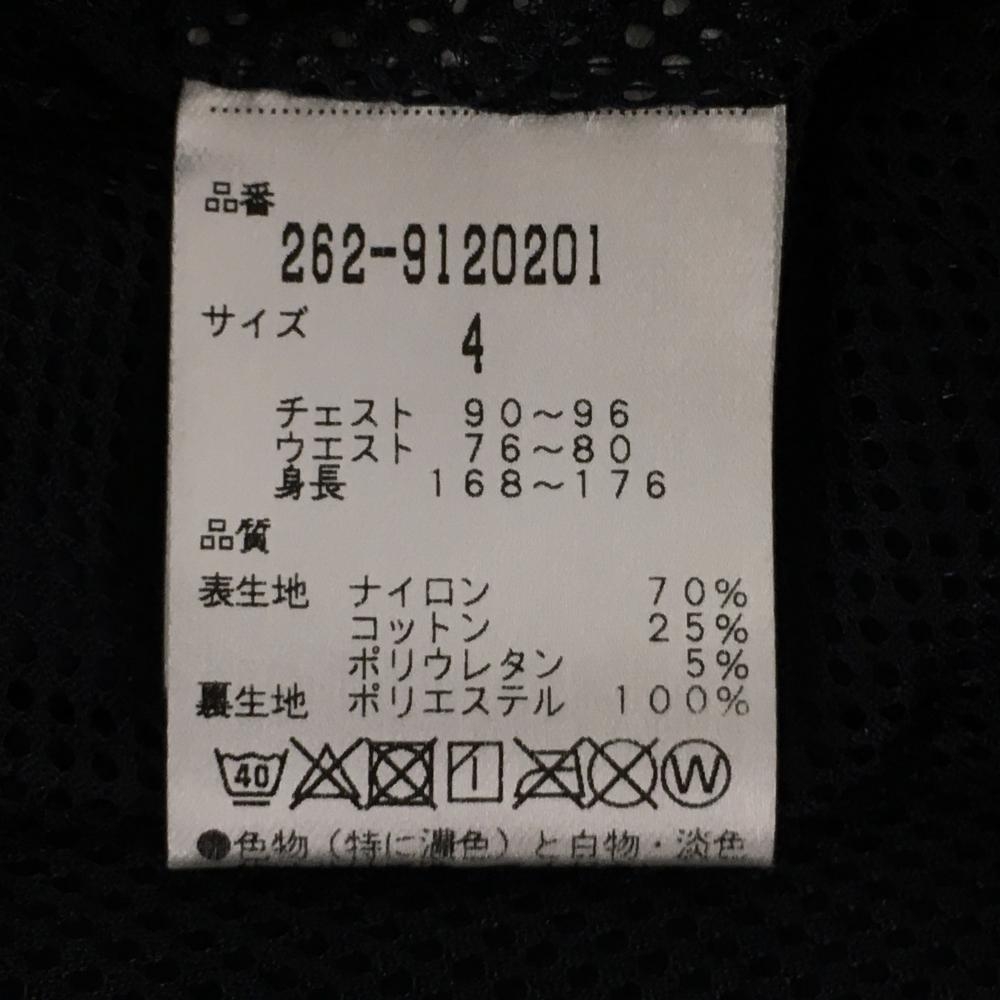 品番
262-9120201
サイズ 4
チェスト 90～96
ウエスト 76～80
身長 168～176
品質
表生地 ナイロン 70%
コットン 25%
ポリウレタン 5%
裏生地 ポリエステル 100%
40 W
●色物（特に濃色）と白物・淡色